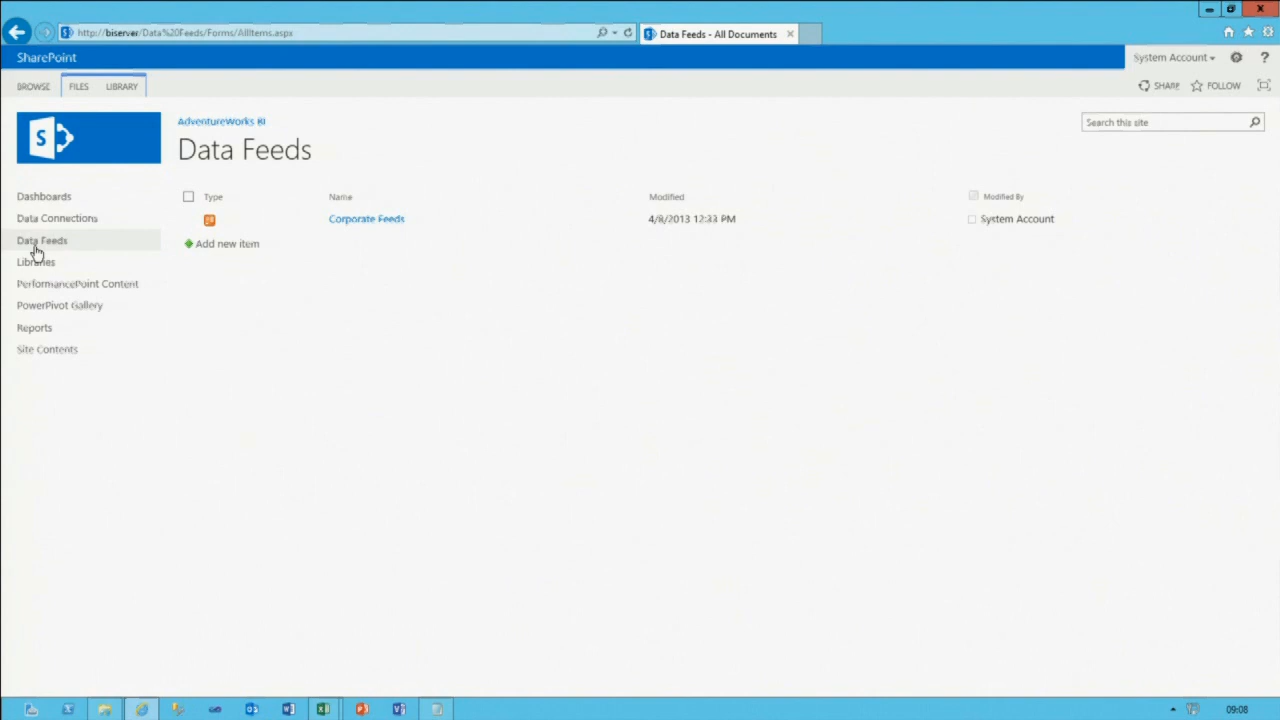 http://biserver/Data%20Feeds/Forms/AllItems.aspx
Data Feeds - All Documents
SharePoint
System Account
?
BROWSE
FILES
LIBRARY
SHARE
FOLLOW
S
AdventureWorks BI
Data Feeds
Search this site
Dashboards
Data Connections
Data Feeds
Libraries
PerformancePoint Content
PowerPivot Gallery
Reports
Site Contents
Type
Name
Modified
Modified By
Corporate Feeds
4/8/2013 12:33 PM
System Account
Add new item
09:08